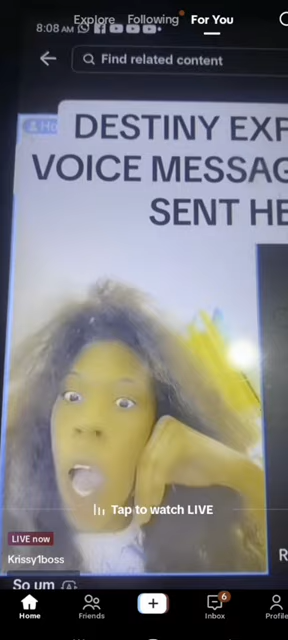 Explore Following For You
8:08 AM
Find related content
DESTINY EXP
VOICE MESSAG
SENT HE
Tap to watch LIVE
LIVE now
Krissy1boss
So um
R
6
Home Friends Inbox Profile